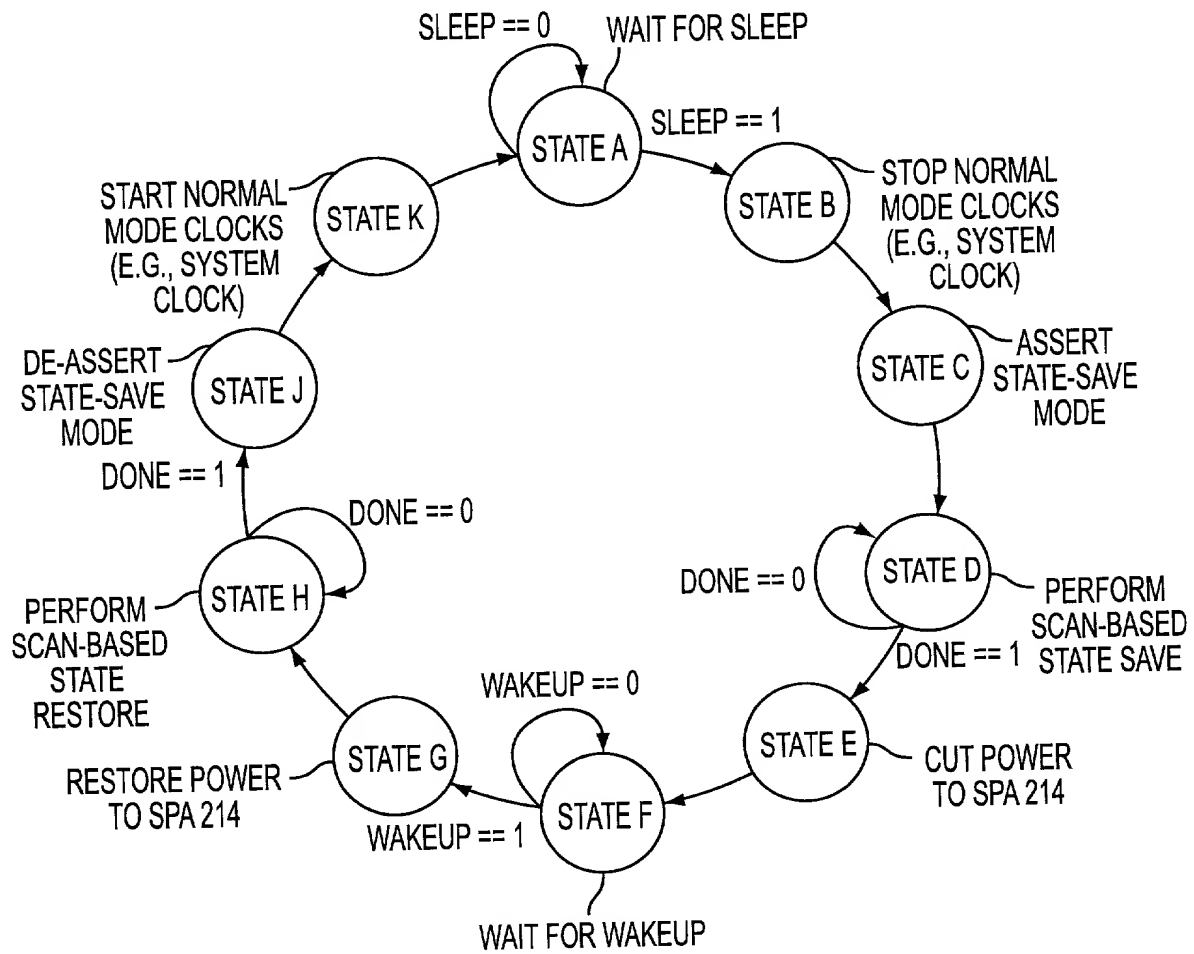 SLEEP == 0
WAIT FOR SLEEP
STATE A
SLEEP == 1
STATE B
STOP NORMAL
MODE CLOCKS
(E.G., SYSTEM
CLOCK)
STATE C
ASSERT
STATE-SAVE
MODE
STATE D
DONE == 0
PERFORM
SCAN-BASED
STATE SAVE
DONE == 1
STATE E
CUT POWER
TO SPA 214
WAKEUP == 0
STATE F
WAIT FOR WAKEUP
WAKEUP == 1
STATE G
RESTORE POWER
TO SPA 214
STATE H
DONE == 0
PERFORM
SCAN-BASED
STATE
RESTORE
DONE == 1
STATE J
DE-ASSERT
STATE-SAVE
MODE
STATE K
START NORMAL
MODE CLOCKS
(E.G., SYSTEM
CLOCK)